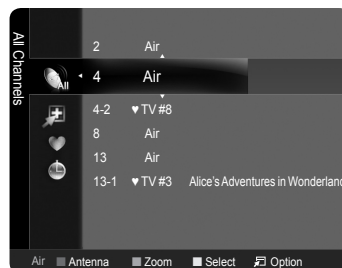 All Channels
2 Air
All 4 Air
4-2 ♥ TV #8
8 Air
13 Air
13-1 ♥ TV #3 Alice's Adventures in Wonderland
Air Antenna Zoom Select Option